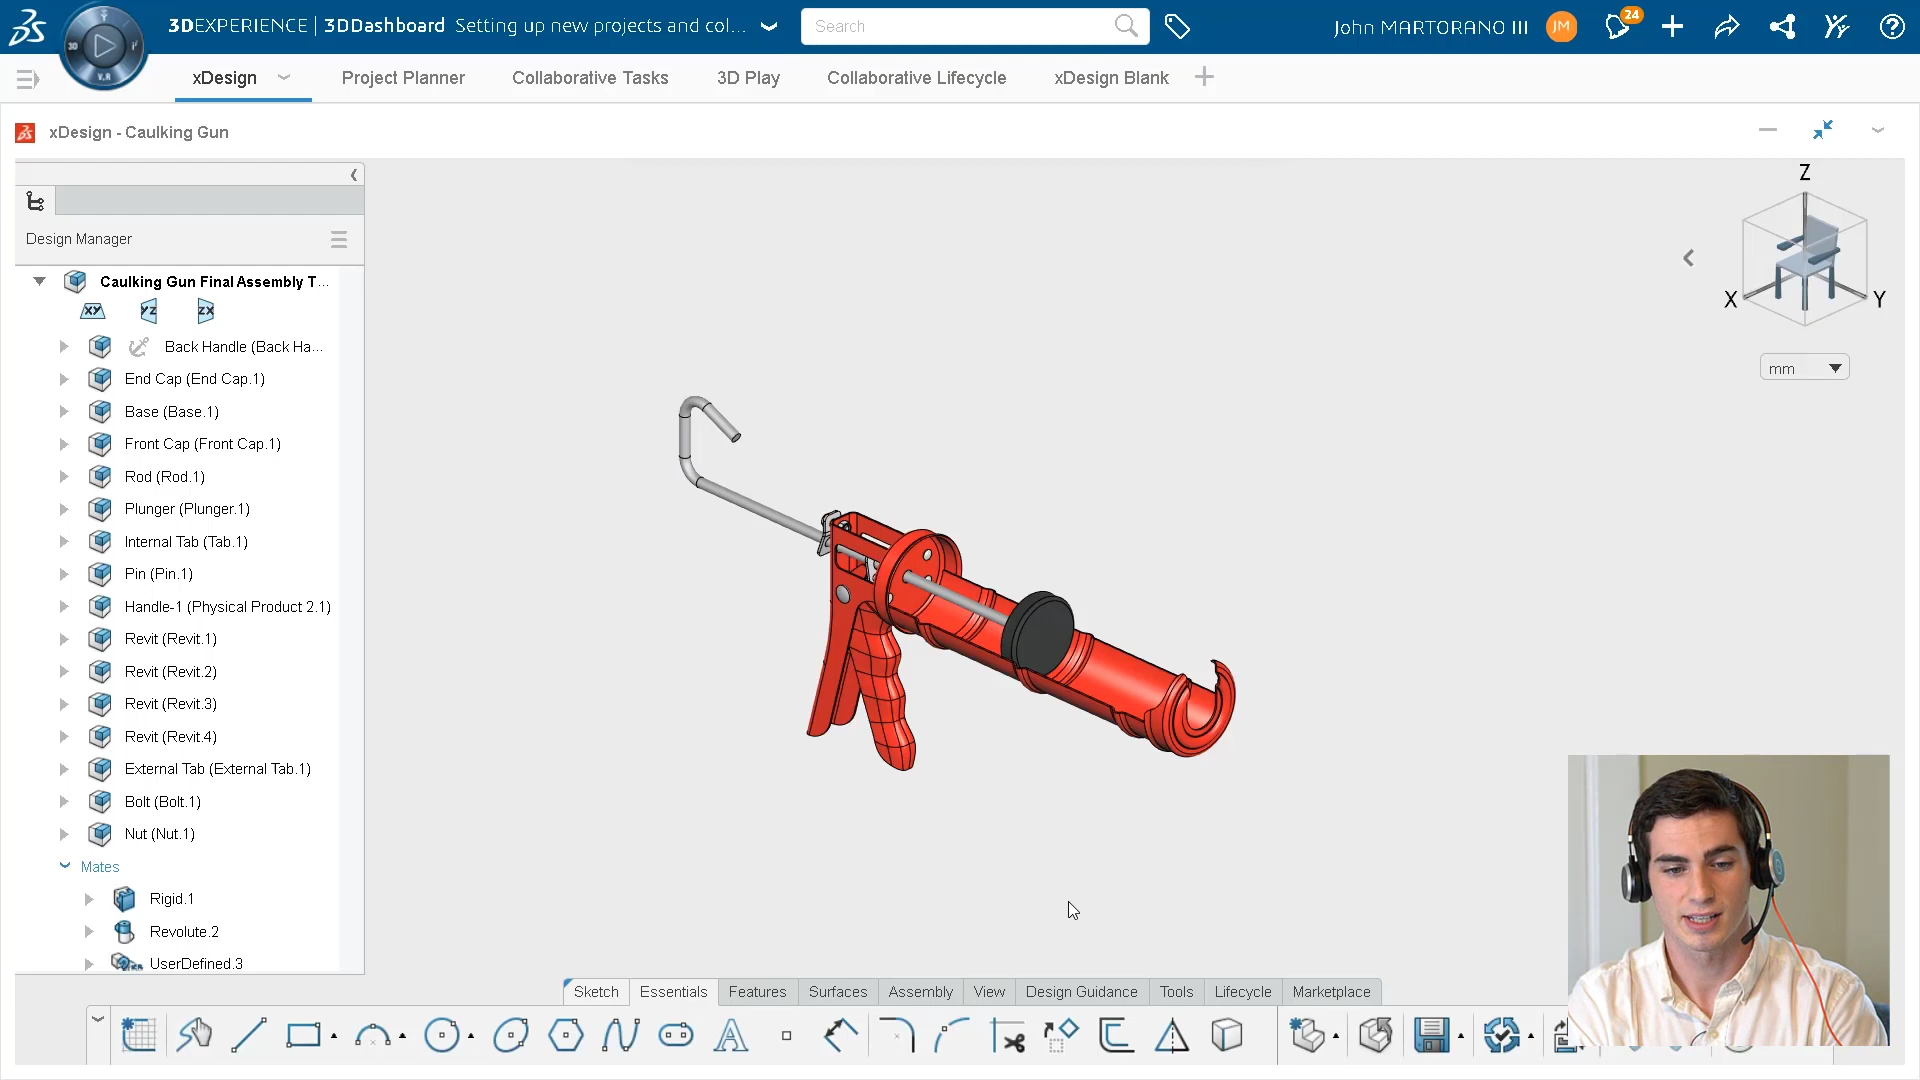 3DEXPERIENCE | 3DDashboard Setting up new projects and col...
Search
John MARTORANO III
JM
24
3D
V.R
xDesign
Project Planner
Collaborative Tasks
3D Play
Collaborative Lifecycle
xDesign Blank
xDesign - Caulking Gun
Design Manager
Caulking Gun Final Assembly T...
XY
YZ
ZX
Back Handle (Back Ha...
End Cap (End Cap.1)
Base (Base.1)
Front Cap (Front Cap.1)
Rod (Rod.1)
Plunger (Plunger.1)
Internal Tab (Tab.1)
Pin (Pin.1)
Handle-1 (Physical Product 2.1)
Revit (Revit.1)
Revit (Revit.2)
Revit (Revit.3)
Revit (Revit.4)
External Tab (External Tab.1)
Bolt (Bolt.1)
Nut (Nut.1)
Mates
Rigid.1
Revolute.2
UserDefined.3
Z
X
Y
mm
Sketch
Essentials
Features
Surfaces
Assembly
View
Design Guidance
Tools
Lifecycle
Marketplace